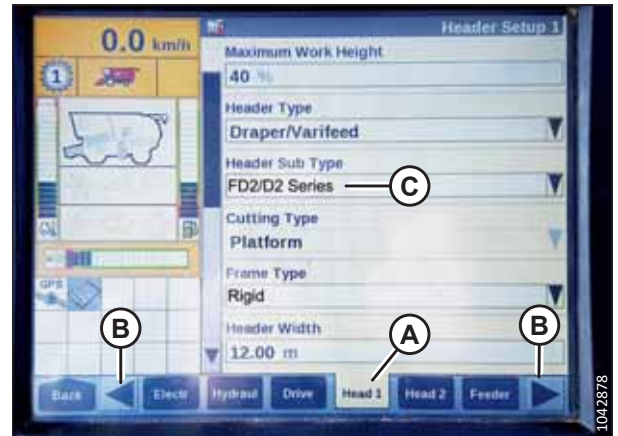 0.0 km/h
Header Setup 1
1
Maximum Work Height
40 %
Header Type
Draper/Varifeed
Header Sub Type
FD2/D2 Series
C
Cutting Type
Platform
Frame Type
Rigid
GPS
Header Width
12.00 m
B
A
B
Back
Electr
Hydraul
Drive
Head 1
Head 2
Feeder
1042878